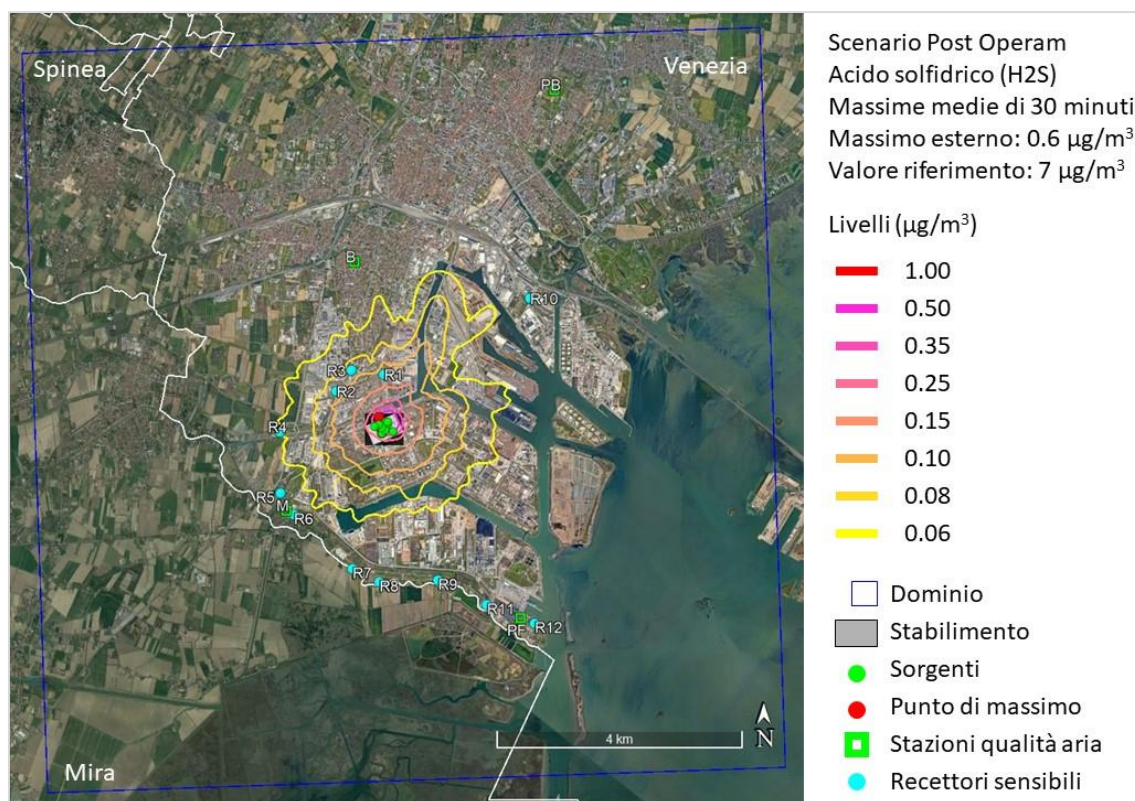 Spinea
Venezia
PB
B
R10
R3
R1
R2
R4
R5
M
R6
R7
R8
R9
R11
PF
R12
4 km
N
Mira
Scenario Post Operam
Acido solfidrico (H2S)
Massime medie di 30 minuti
Massimo esterno: 0.6 µg/m³
Valore riferimento: 7 µg/m³
Livelli (µg/m³)
1.00
0.50
0.35
0.25
0.15
0.10
0.08
0.06
Dominio
Stabilimento
Sorgenti
Punto di massimo
Stazioni qualità aria
Recettori sensibili